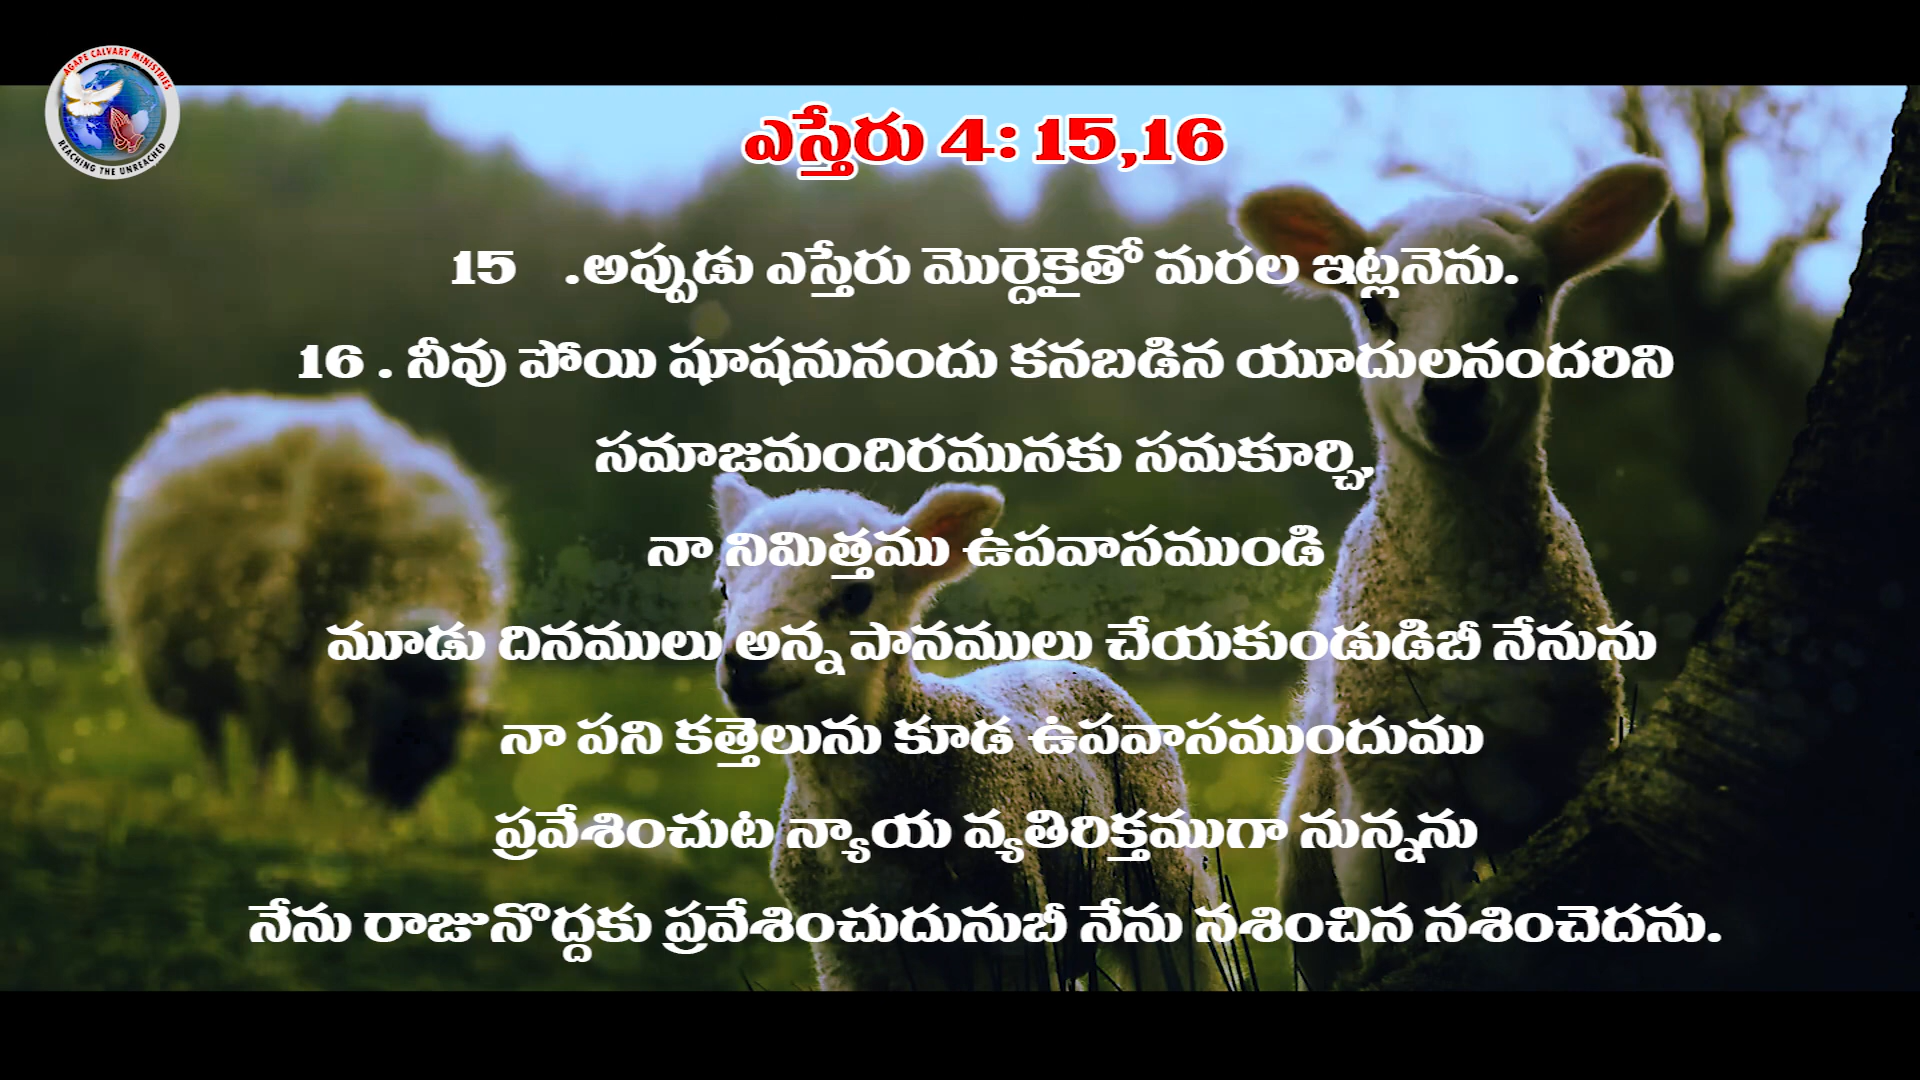 AGAPE CALVARY MINISTRIES
REACHING THE UNREACHED
ఎస్తేరు 4: 15,16
15 .అప్పుడు ఎస్తేరు మొర్దెకైతో మరల ఇట్లనెను.
16 . నీవు పోయి షూషనునందు కనబడిన యూదులనందరిని
సమాజమందిరమునకు సమకూర్చి,
నా నిమిత్తము ఉపవాసముండి
మూడు దినములు అన్న పానములు చేయకుండుడిబీ నేనును
నా పని కత్తెలును కూడ ఉపవాసముందుము
ప్రవేశించుట న్యాయ వ్యతిరిక్తముగా నున్నను
నేను రాజునొద్దకు ప్రవేశించుదునుబీ నేను నశించిన నశించెదను.